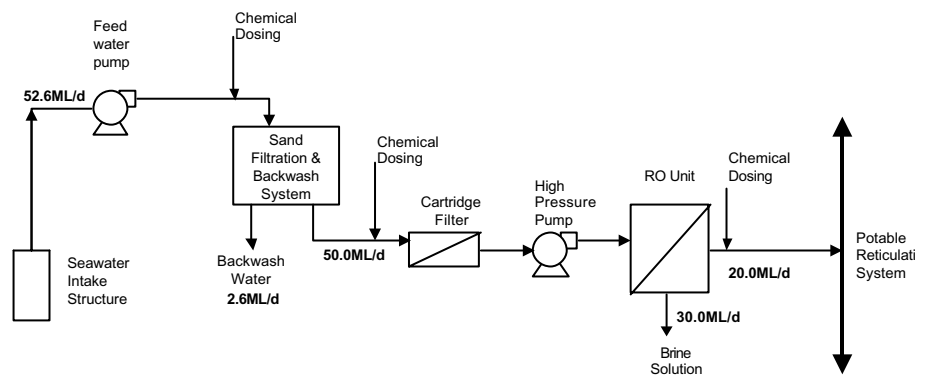 Feed
water
pump
Chemical
Dosing
52.6ML/d
Sand
Filtration &
Backwash
System
Chemical
Dosing
Cartridge
Filter
High
Pressure
Pump
RO Unit
Chemical
Dosing
Seawater
Intake
Structure
Backwash
Water
2.6ML/d
50.0ML/d
20.0ML/d
30.0ML/d
Brine
Solution
Potable
Reticulati
System